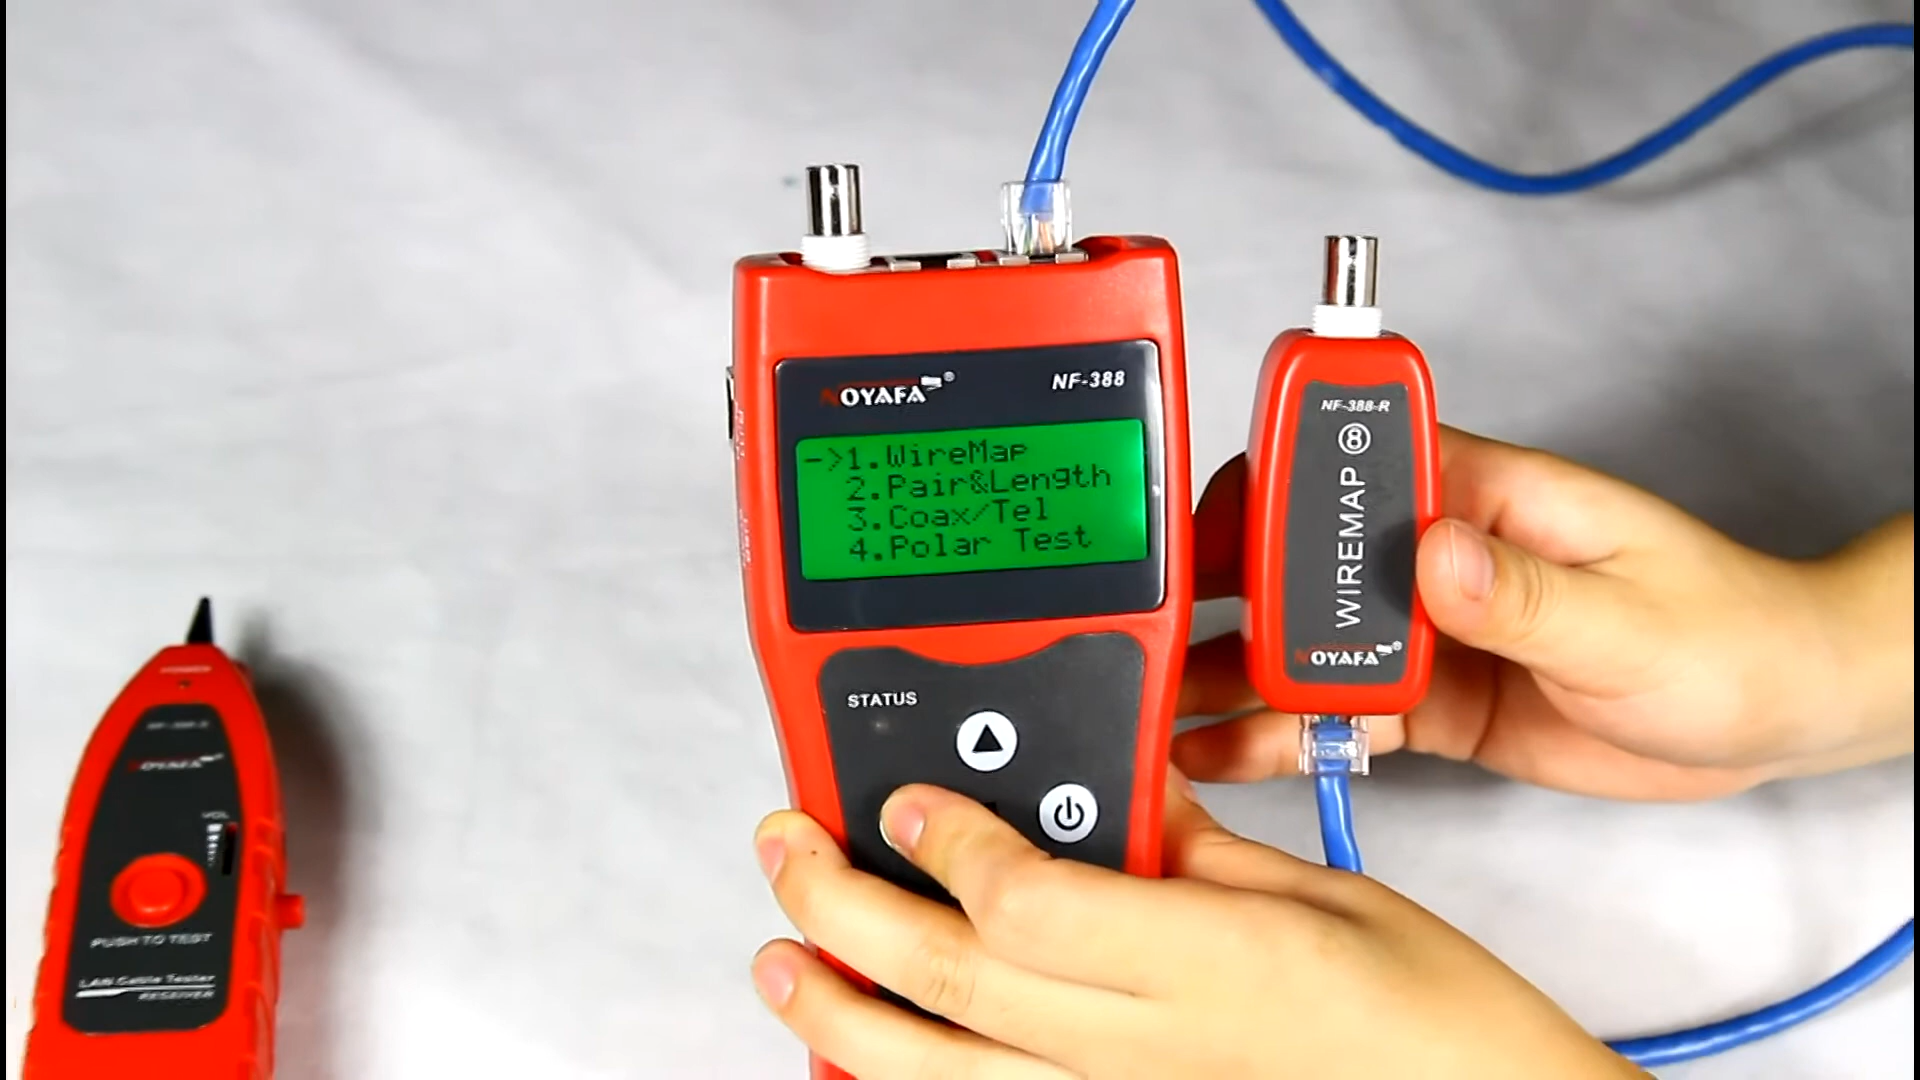 NOYAFA®
NF-388
->1.WireMap
2.Pair&Length
3.Coax/Tel
4.Polar Test
STATUS
NF-388-R
WIREMAP ⑧
NOYAFA®
NOYAFA
VOL
PUSH TO TEST
LAN Cable Tester
RECEIVER